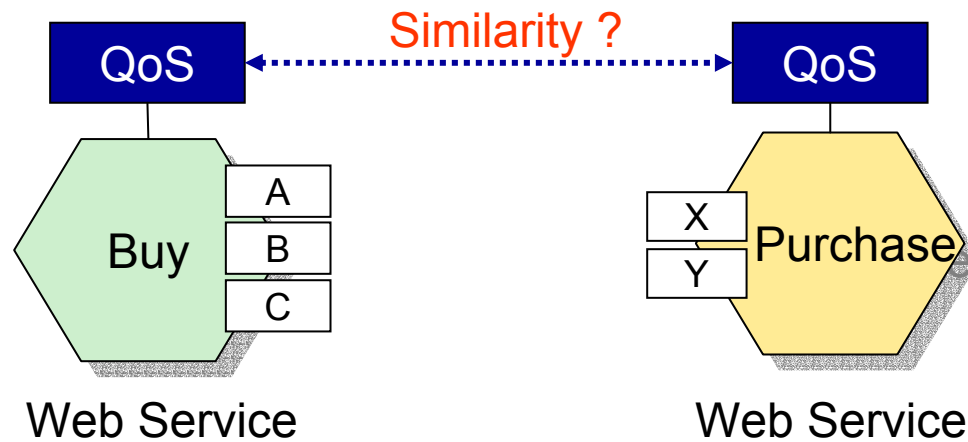 Similarity ?
QoS
QoS
A
B
C
Buy
X
Y
Purchase
Web Service
Web Service